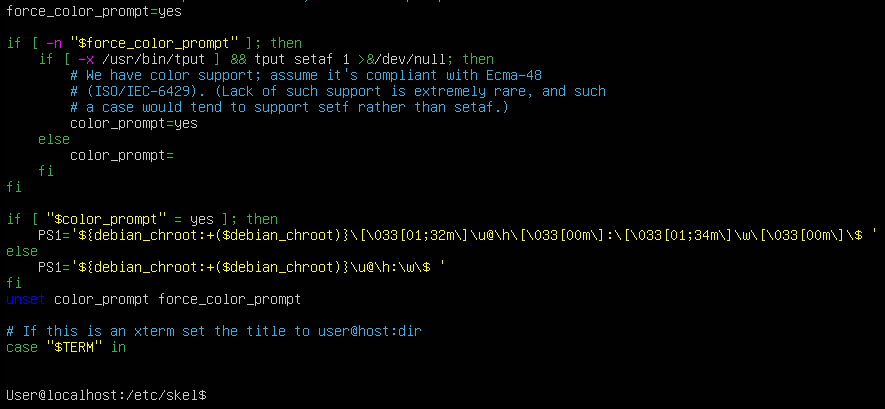 force_color_prompt=yes
if [ -n "$force_color_prompt" ]; then
if [ -x /usr/bin/tput ] && tput setaf 1 >&/dev/null; then
# We have color support; assume it's compliant with Ecma-48
# (ISO/IEC-6429). (Lack of such support is extremely rare, and such
# a case would tend to support setf rather than setaf.)
color_prompt=yes
else
color_prompt=
fi
fi
if [ "$color_prompt" = yes ]; then
PS1='${debian_chroot:+($debian_chroot)}\[\033[01;32m\]\u@\h\[\033[00m\]:\[\033[01;34m\]\w\[\033[00m\]\$ '
else
PS1='${debian_chroot:+($debian_chroot)}\u@\h:\w\$ '
fi
unset color_prompt force_color_prompt
# If this is an xterm set the title to user@host:dir
case "$TERM" in
User@localhost:/etc/skel$